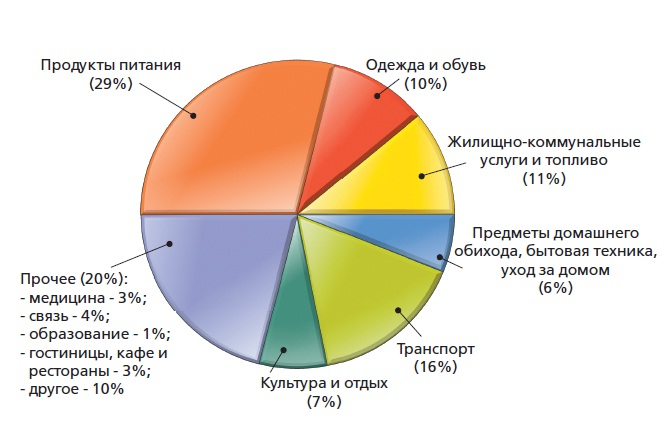 Продукты питания
(29%)
Одежда и обувь
(10%)
Жилищно-коммунальные
услуги и топливо
(11%)
Предметы домашнего
обихода, бытовая техника,
уход за домом
(6%)
Транспорт
(16%)
Культура и отдых
(7%)
Прочее (20%):
- медицина - 3%;
- связь - 4%;
- образование - 1%;
- гостиницы, кафе и
рестораны - 3%;
- другое - 10%